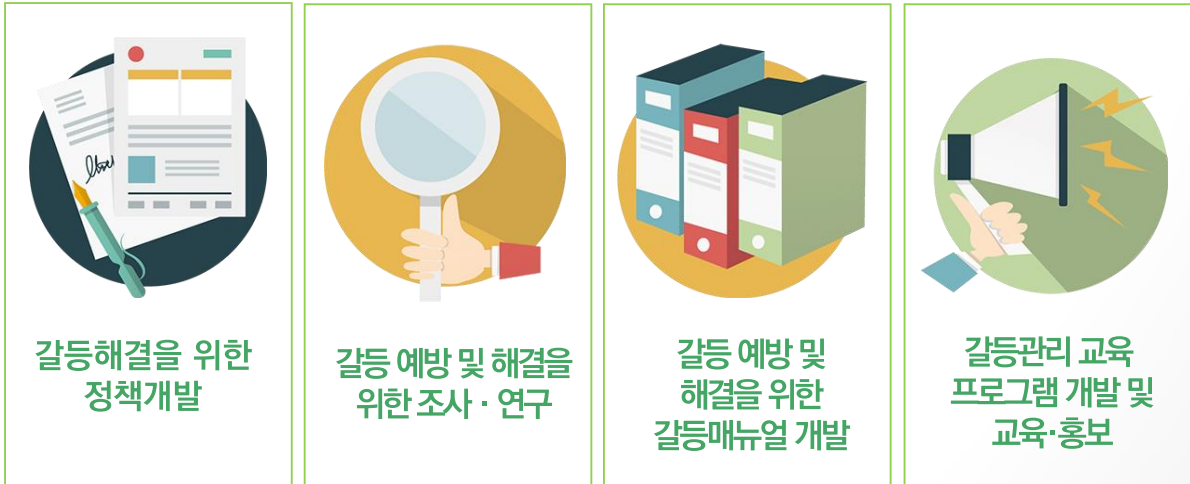 갈등해결을 위한
정책개발
갈등 예방 및 해결을
위한 조사 · 연구
갈등 예방 및
해결을 위한
갈등매뉴얼 개발
갈등관리 교육
프로그램 개발 및
교육·홍보